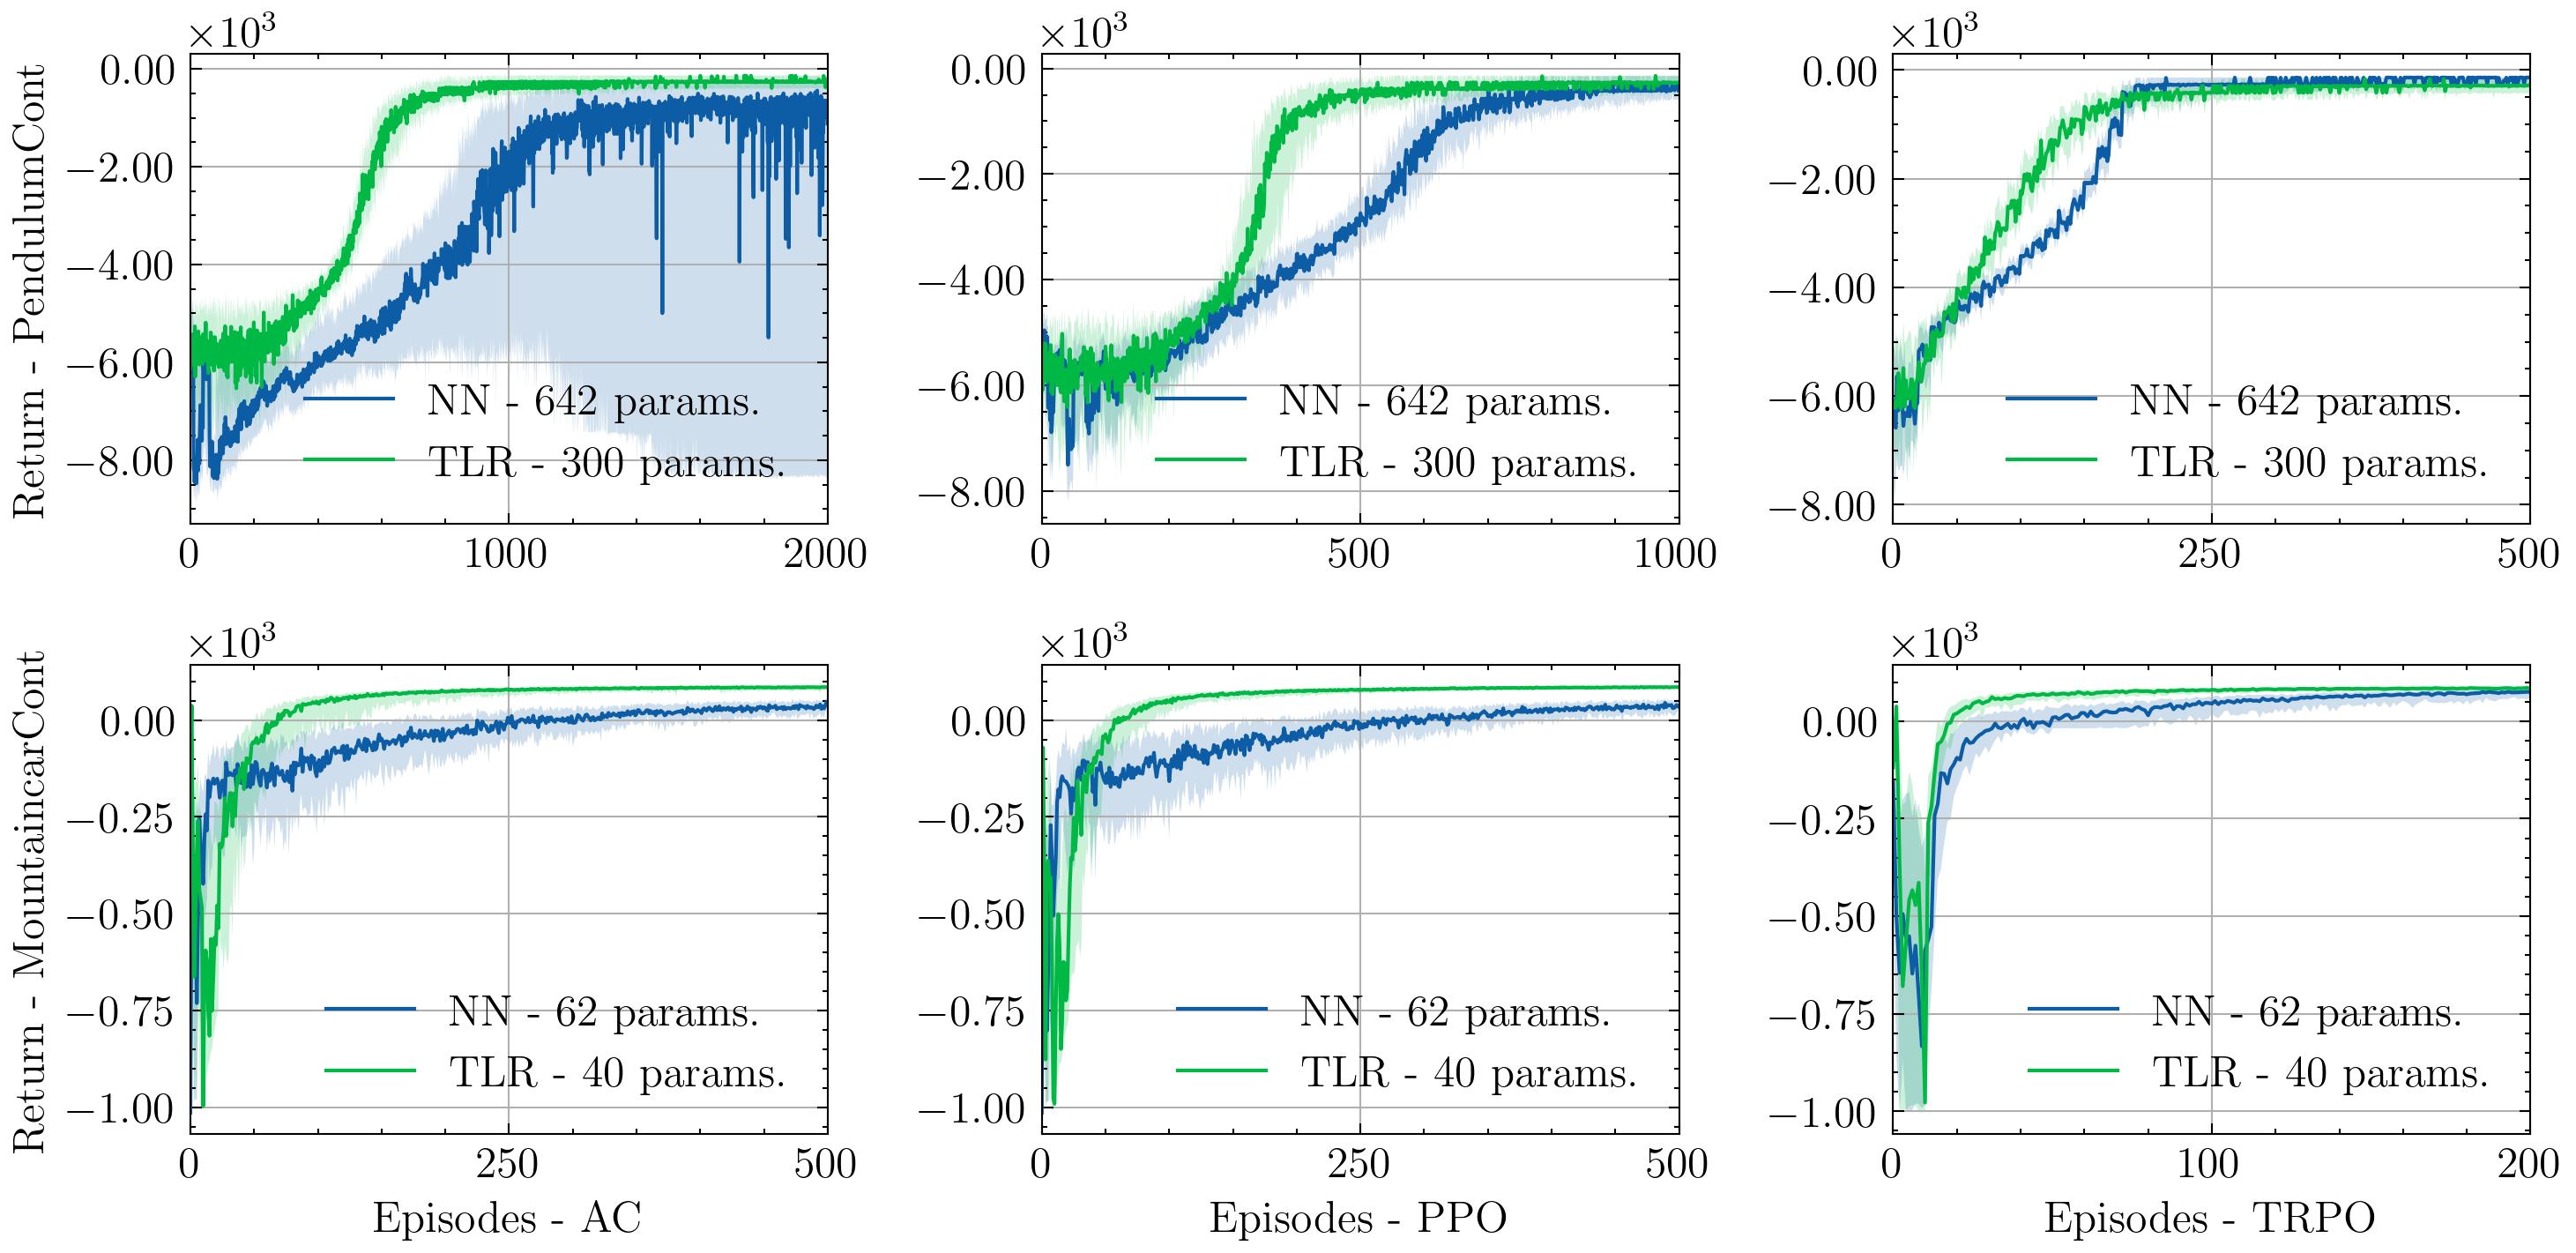 Return - PendulumCont
×10³
0.00
−2.00
−4.00
−6.00
−8.00
NN - 642 params.
TLR - 300 params.
0 1000 2000
×10³
0.00
−2.00
−4.00
−6.00
−8.00
NN - 642 params.
TLR - 300 params.
0 500 1000
×10³
0.00
−2.00
−4.00
−6.00
−8.00
NN - 642 params.
TLR - 300 params.
0 250 500
Return - MountaincarCont
×10³
0.00
−0.25
−0.50
−0.75
−1.00
NN - 62 params.
TLR - 40 params.
0 250 500
Episodes - AC
×10³
0.00
−0.25
−0.50
−0.75
−1.00
NN - 62 params.
TLR - 40 params.
0 250 500
Episodes - PPO
×10³
0.00
−0.25
−0.50
−0.75
−1.00
NN - 62 params.
TLR - 40 params.
0 100 200
Episodes - TRPO